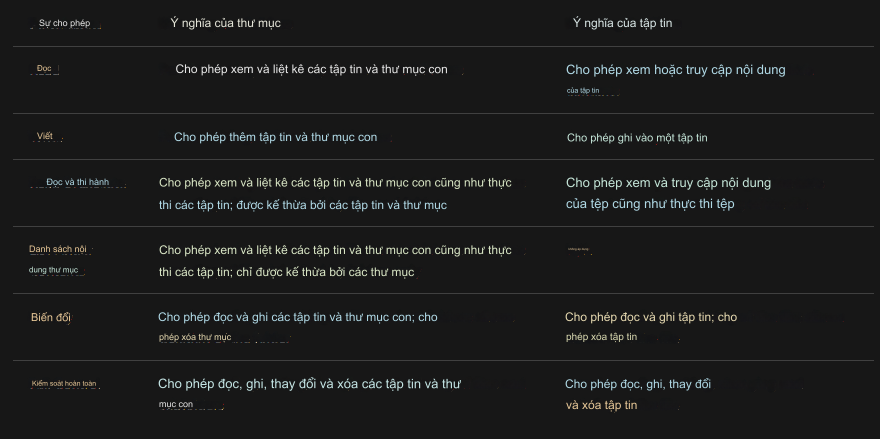 Sự cho phép
Ý nghĩa của thư mục
Ý nghĩa của tập tin
Đọc
Cho phép xem và liệt kê các tập tin và thư mục con
Cho phép xem hoặc truy cập nội dung
của tập tin
Viết
Cho phép thêm tập tin và thư mục con
Cho phép ghi vào một tập tin
Đọc và thi hành
Cho phép xem và liệt kê các tập tin và thư mục con cũng như thực
thi các tập tin; được kế thừa bởi các tập tin và thư mục
Cho phép xem và truy cập nội dung
của tệp cũng như thực thi tệp
Danh sách nội
dung thư mục
Cho phép xem và liệt kê các tập tin và thư mục con cũng như thực
thi các tập tin; chỉ được kế thừa bởi các thư mục
Biến đổi
Cho phép đọc và ghi các tập tin và thư mục con; cho
phép xóa thư mục
Cho phép đọc và ghi tập tin; cho
phép xóa tập tin
Kiểm soát hoàn toàn
Cho phép đọc, ghi, thay đổi và xóa các tập tin và thư
mục con
Cho phép đọc, ghi, thay đổi
và xóa tập tin